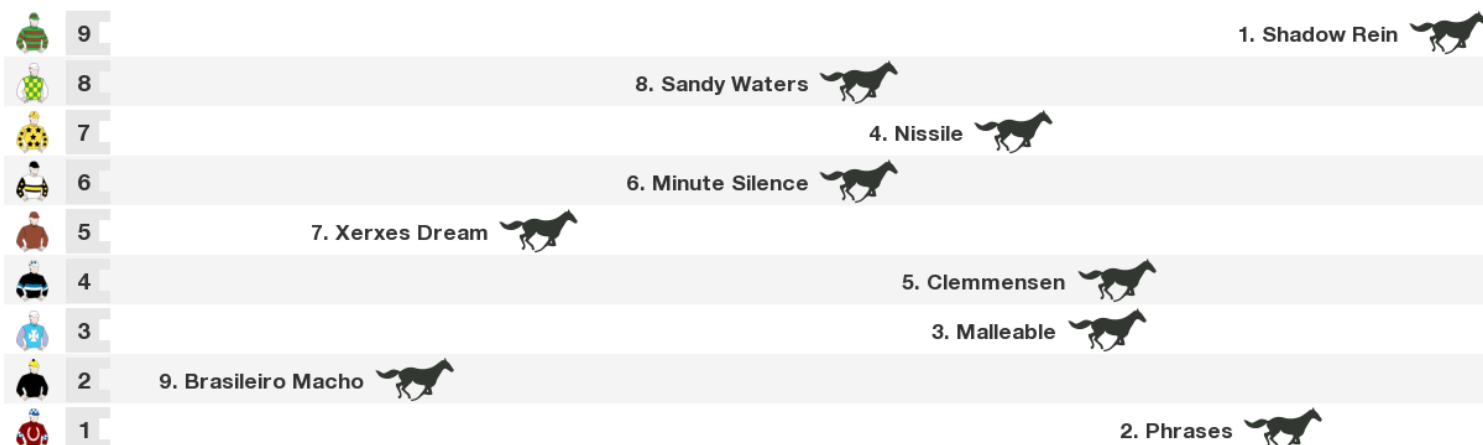 9 1. Shadow Rein
8 8. Sandy Waters
7 4. Nissile
6 6. Minute Silence
5 7. Xerxes Dream
4 5. Clemmensen
3 3. Malleable
2 9. Brasileiro Macho
1 2. Phrases